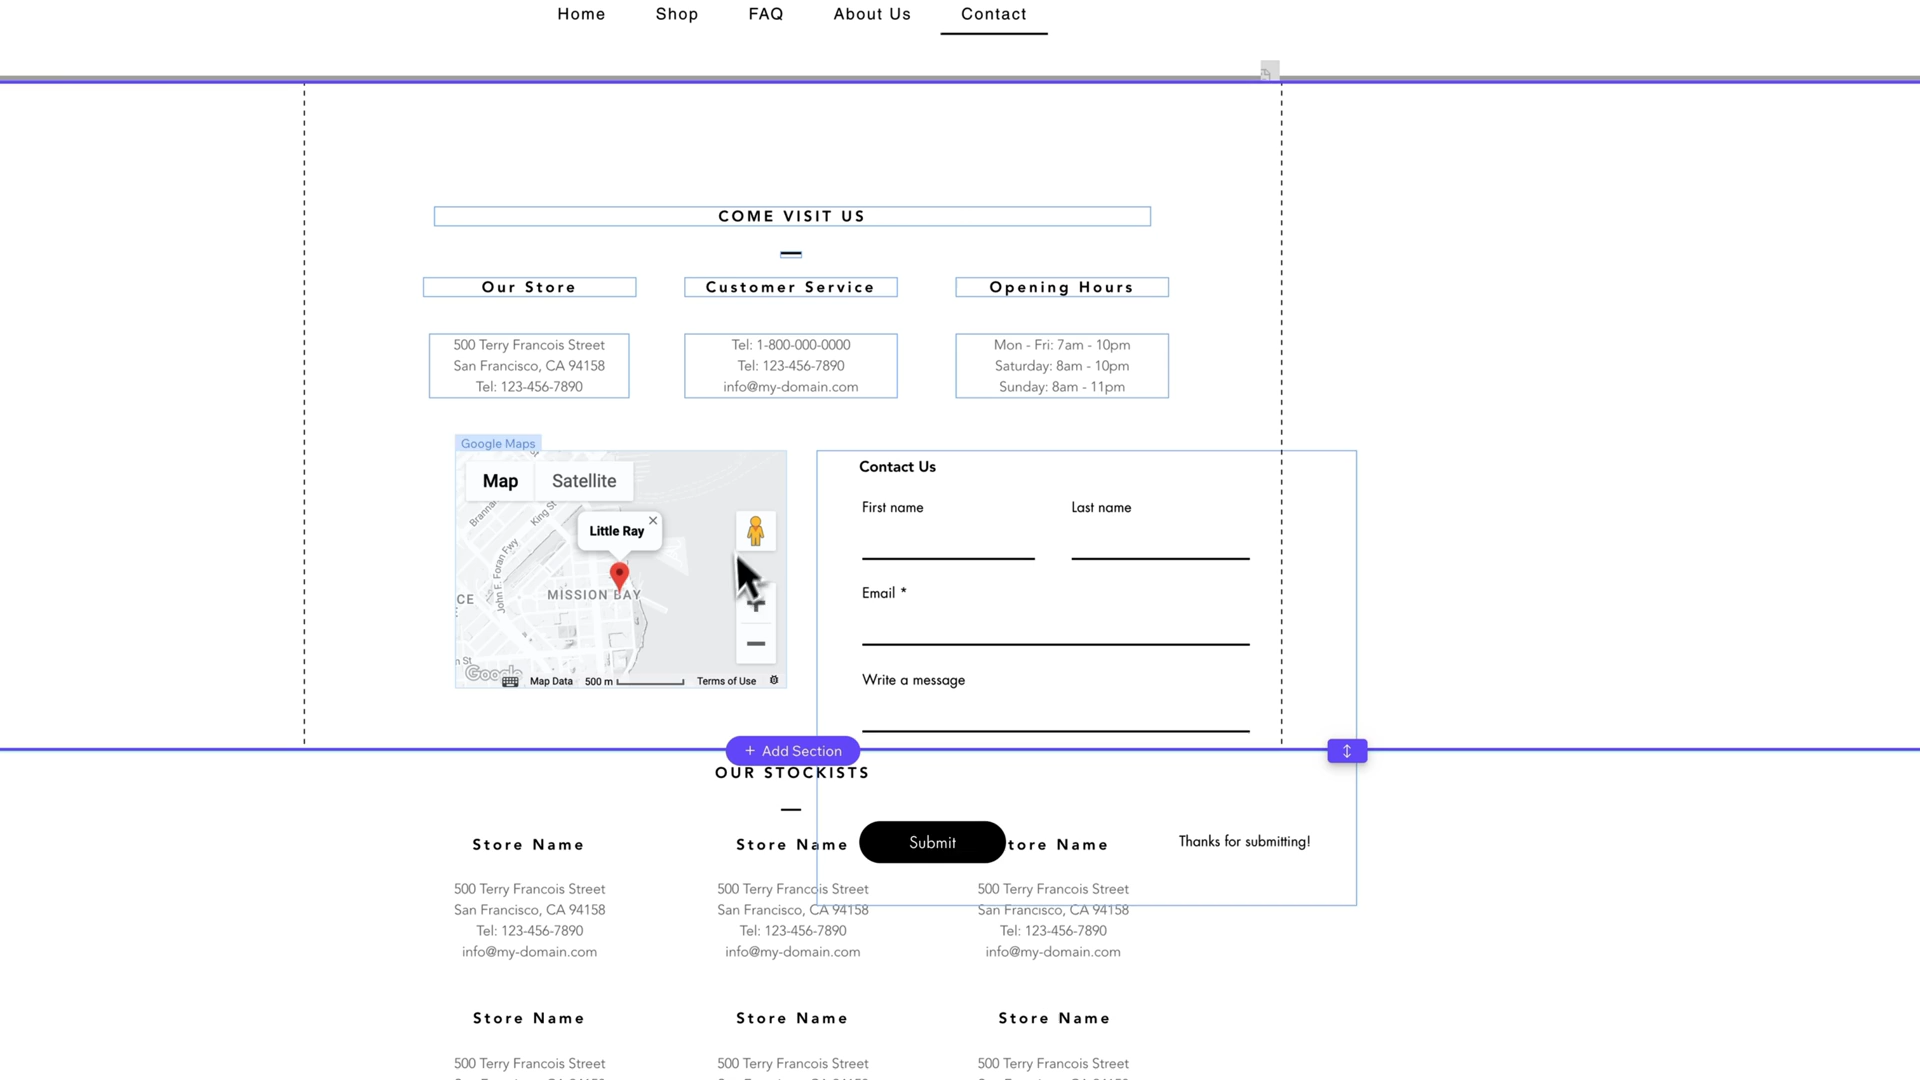 Home Shop FAQ About Us Contact
COME VISIT US
Our Store Customer Service Opening Hours
500 Terry Francois Street
San Francisco, CA 94158
Tel: 123-456-7890
Tel: 1-800-000-0000
Tel: 123-456-7890
info@my-domain.com
Mon - Fri: 7am - 10pm
Saturday: 8am - 10pm
Sunday: 8am - 11pm
Google Maps
Map Satellite
King St
John F. Foran Fwy
Little Ray
MISSION BAY
Google
Map Data 500 m Terms of Use
Contact Us
First name Last name
Email *
Write a message
+ Add Section
OUR STOCKISTS
Submit
Thanks for submitting!
Store Name Store Name tore Name
500 Terry Francois Street 500 Terry Francois Street 500 Terry Francois Street
San Francisco, CA 94158 San Francisco, CA 94158 San Francisco, CA 94158
Tel: 123-456-7890 Tel: 123-456-7890 Tel: 123-456-7890
info@my-domain.com info@my-domain.com info@my-domain.com
Store Name Store Name Store Name
500 Terry Francois Street 500 Terry Francois Street 500 Terry Francois Street